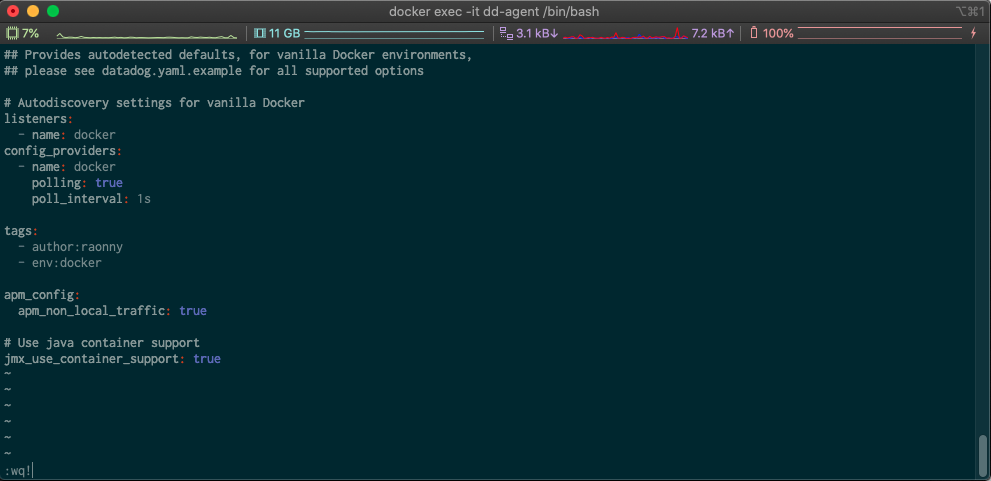 docker exec -it dd-agent /bin/bash
⌥⌘1
7%
11 GB
3.1 kB↓
7.2 kB↑
100%
## Provides autodetected defaults, for vanilla Docker environments,
## please see datadog.yaml.example for all supported options
# Autodiscovery settings for vanilla Docker
listeners:
  - name: docker
config_providers:
  - name: docker
    polling: true
    poll_interval: 1s
tags:
  - author:raonny
  - env:docker
apm_config:
  apm_non_local_traffic: true
# Use java container support
jmx_use_container_support: true
~
~
~
~
~
~
:wq!